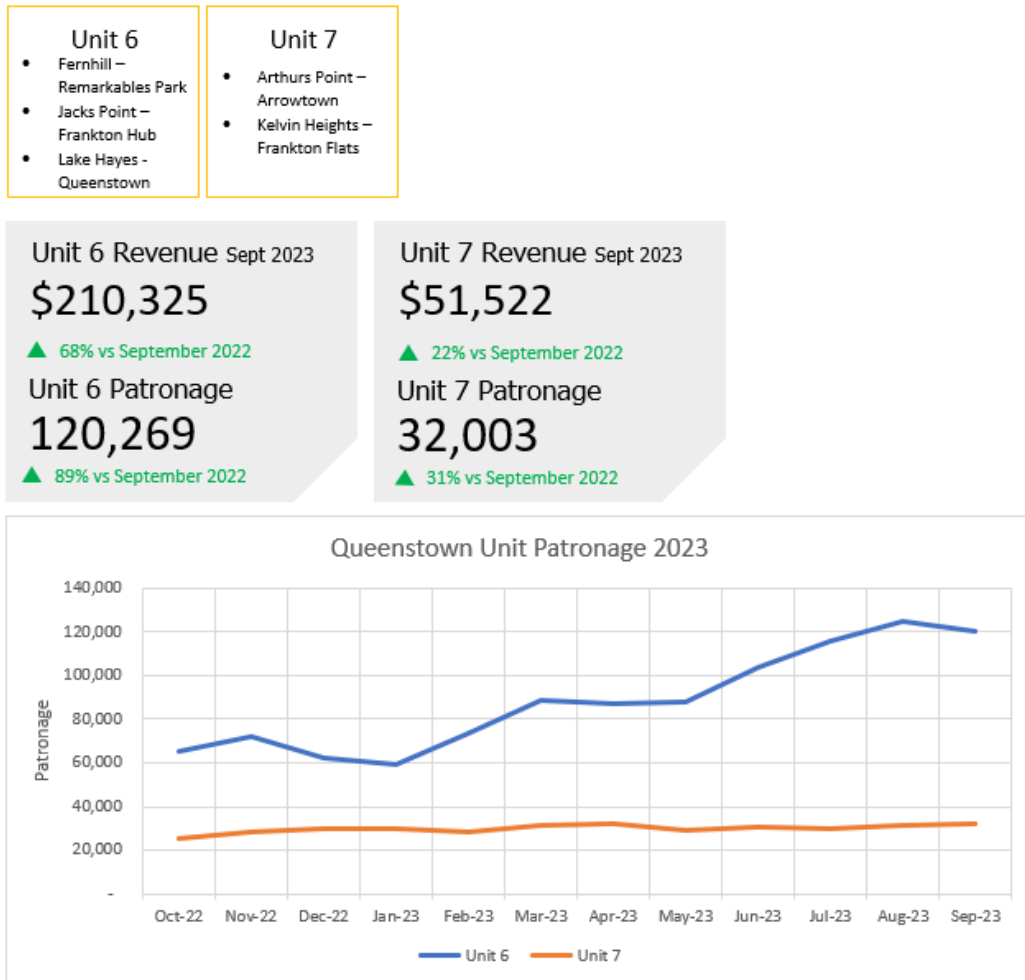 Unit 6
• Fernhill –
Remarkables Park
• Jacks Point –
Frankton Hub
• Lake Hayes -
Queenstown
Unit 7
• Arthurs Point –
Arrowtown
• Kelvin Heights –
Frankton Flats
Unit 6 Revenue Sept 2023
$210,325
68% vs September 2022
Unit 6 Patronage
120,269
89% vs September 2022
Unit 7 Revenue Sept 2023
$51,522
22% vs September 2022
Unit 7 Patronage
32,003
31% vs September 2022
Queenstown Unit Patronage 2023
Patronage
140,000
120,000
100,000
80,000
60,000
40,000
20,000
-
Oct-22 Nov-22 Dec-22 Jan-23 Feb-23 Mar-23 Apr-23 May-23 Jun-23 Jul-23 Aug-23 Sep-23
Unit 6 Unit 7